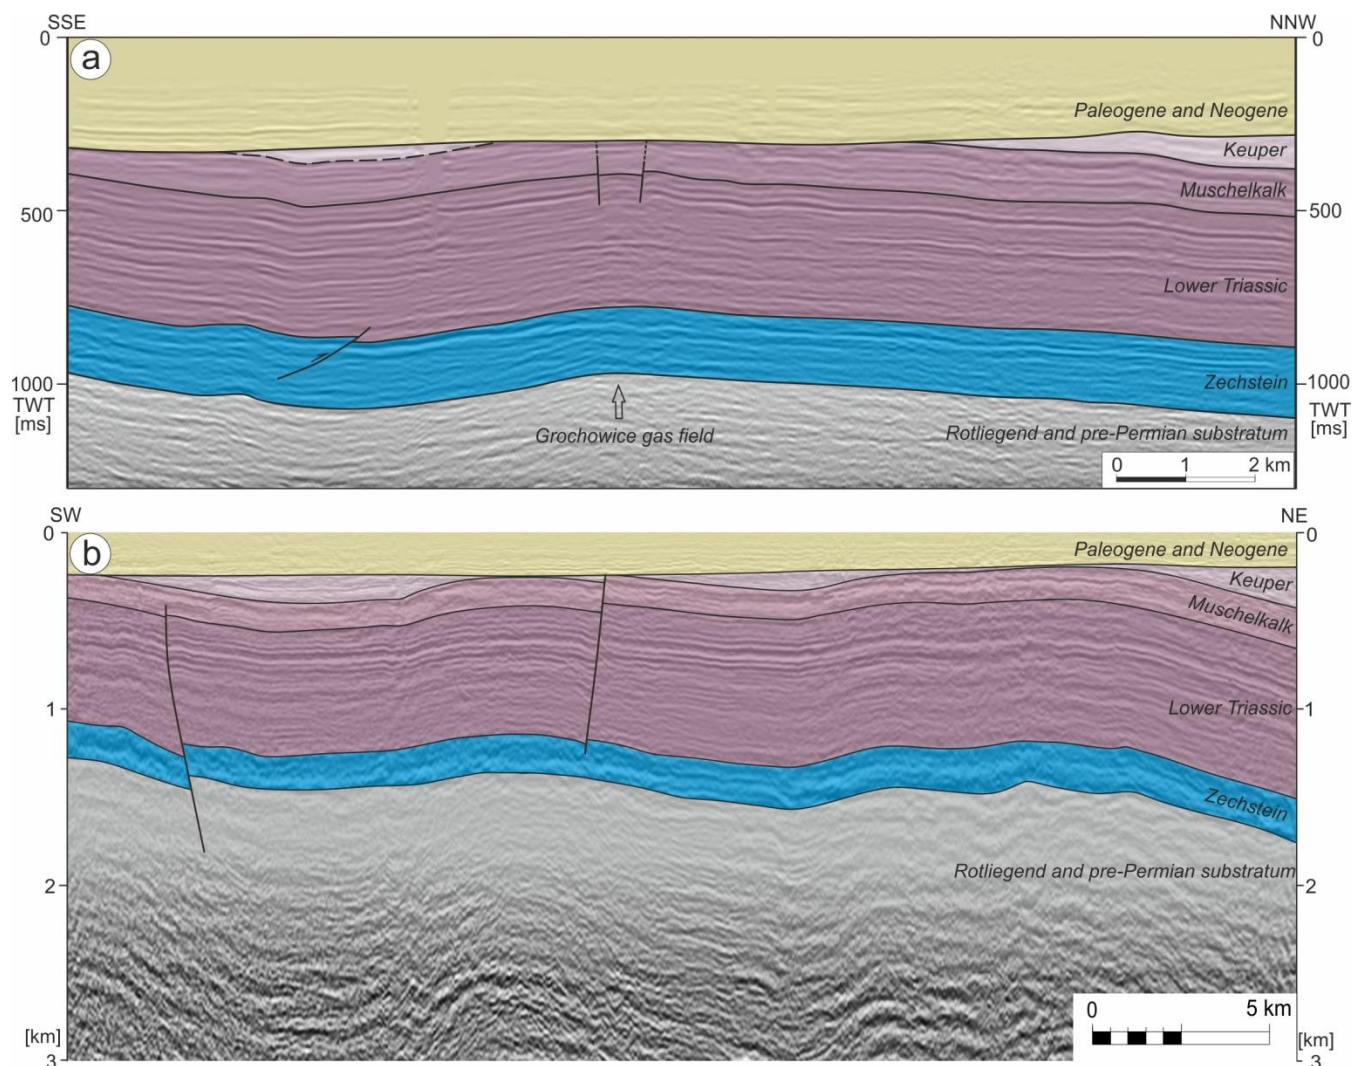 SSE
NNW
0
0
a
Paleogene and Neogene
Keuper
Muschelkalk
500
500
Lower Triassic
Zechstein
1000
1000
TWT
TWT
[ms]
[ms]
Grochowice gas field
Rotliegend and pre-Permian substratum
0 1 2 km
SW
NE
0
0
b
Paleogene and Neogene
Keuper
Muschelkalk
Lower Triassic
1
1
Zechstein
Rotliegend and pre-Permian substratum
2
2
0 5 km
[km]
[km]
3
3